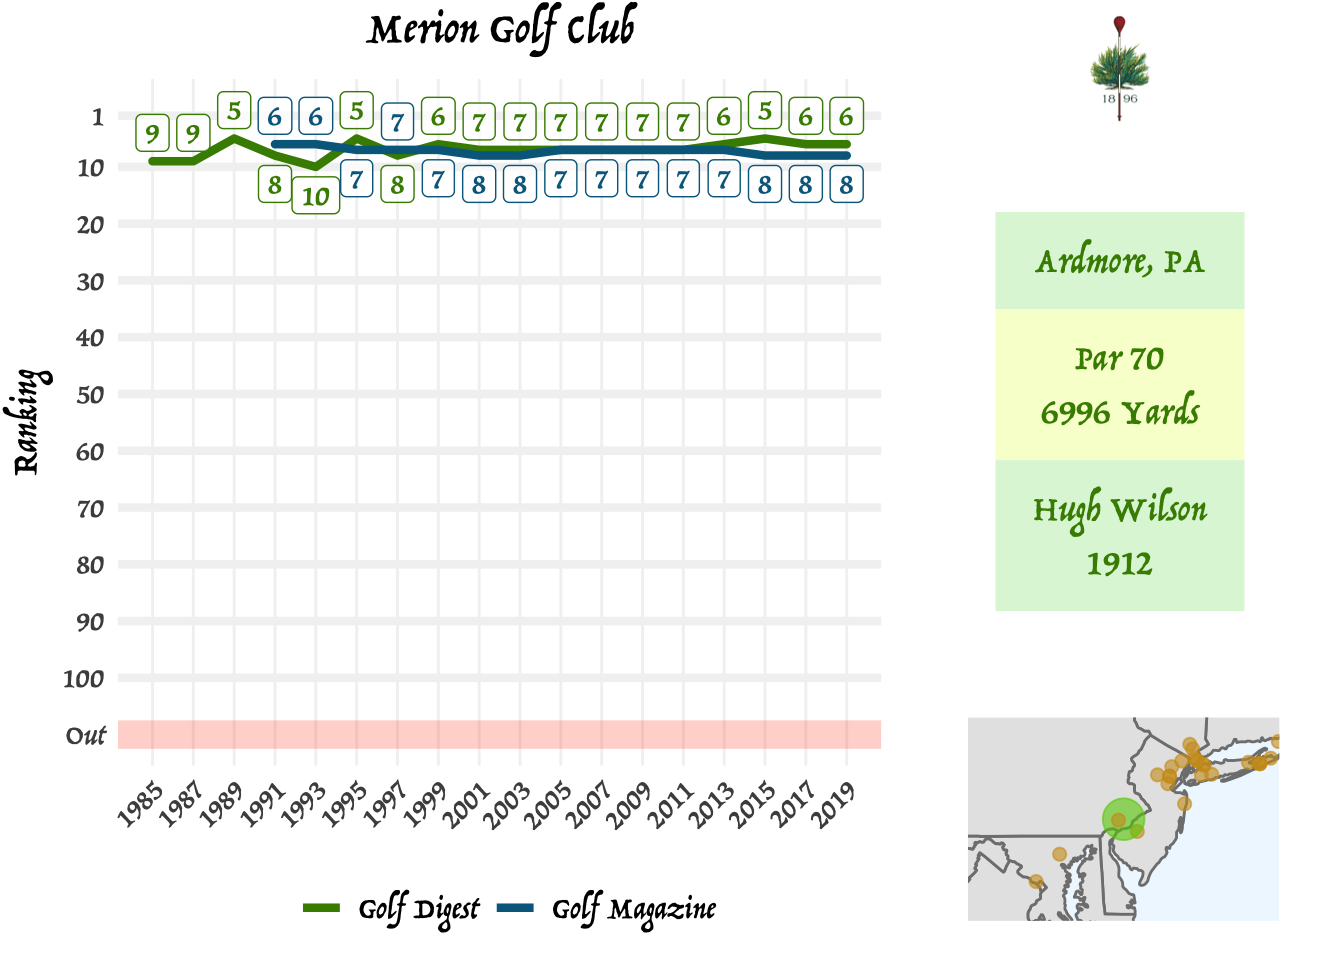 Merion Golf Club
18 96
1
10
20
30
40
50
60
70
80
90
100
Out
Ranking
9 9 5 6 6 5 7 6 7 7 7 7 7 7 6 5 6 6
8 10 7 8 7 8 8 7 7 7 7 7 8 8 8
1985 1987 1989 1991 1993 1995 1997 1999 2001 2003 2005 2007 2009 2011 2013 2015 2017 2019
Golf Digest Golf Magazine
Ardmore, PA
Par 70
6996 Yards
Hugh Wilson
1912